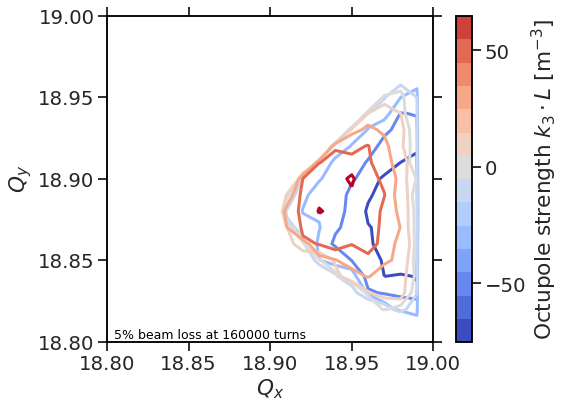 19.00
18.95
18.90
18.85
18.80
Q_y
5% beam loss at 160000 turns
18.80 18.85 18.90 18.95 19.00
Q_x
50
0
−50
Octupole strength k₃ · L [m⁻³]